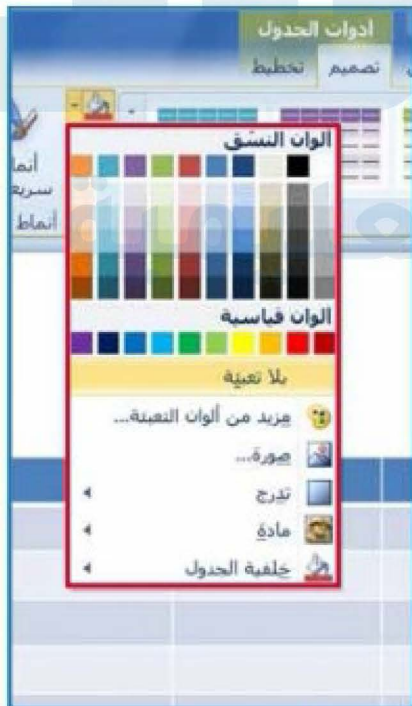 أدوات الجدول
تصميم تخطيط
ألوان النسق
ألوان قياسية
بلا تعبئة
مزيد من ألوان التعبئة...
صورة...
تدرج
مادة
خلفية الجدول